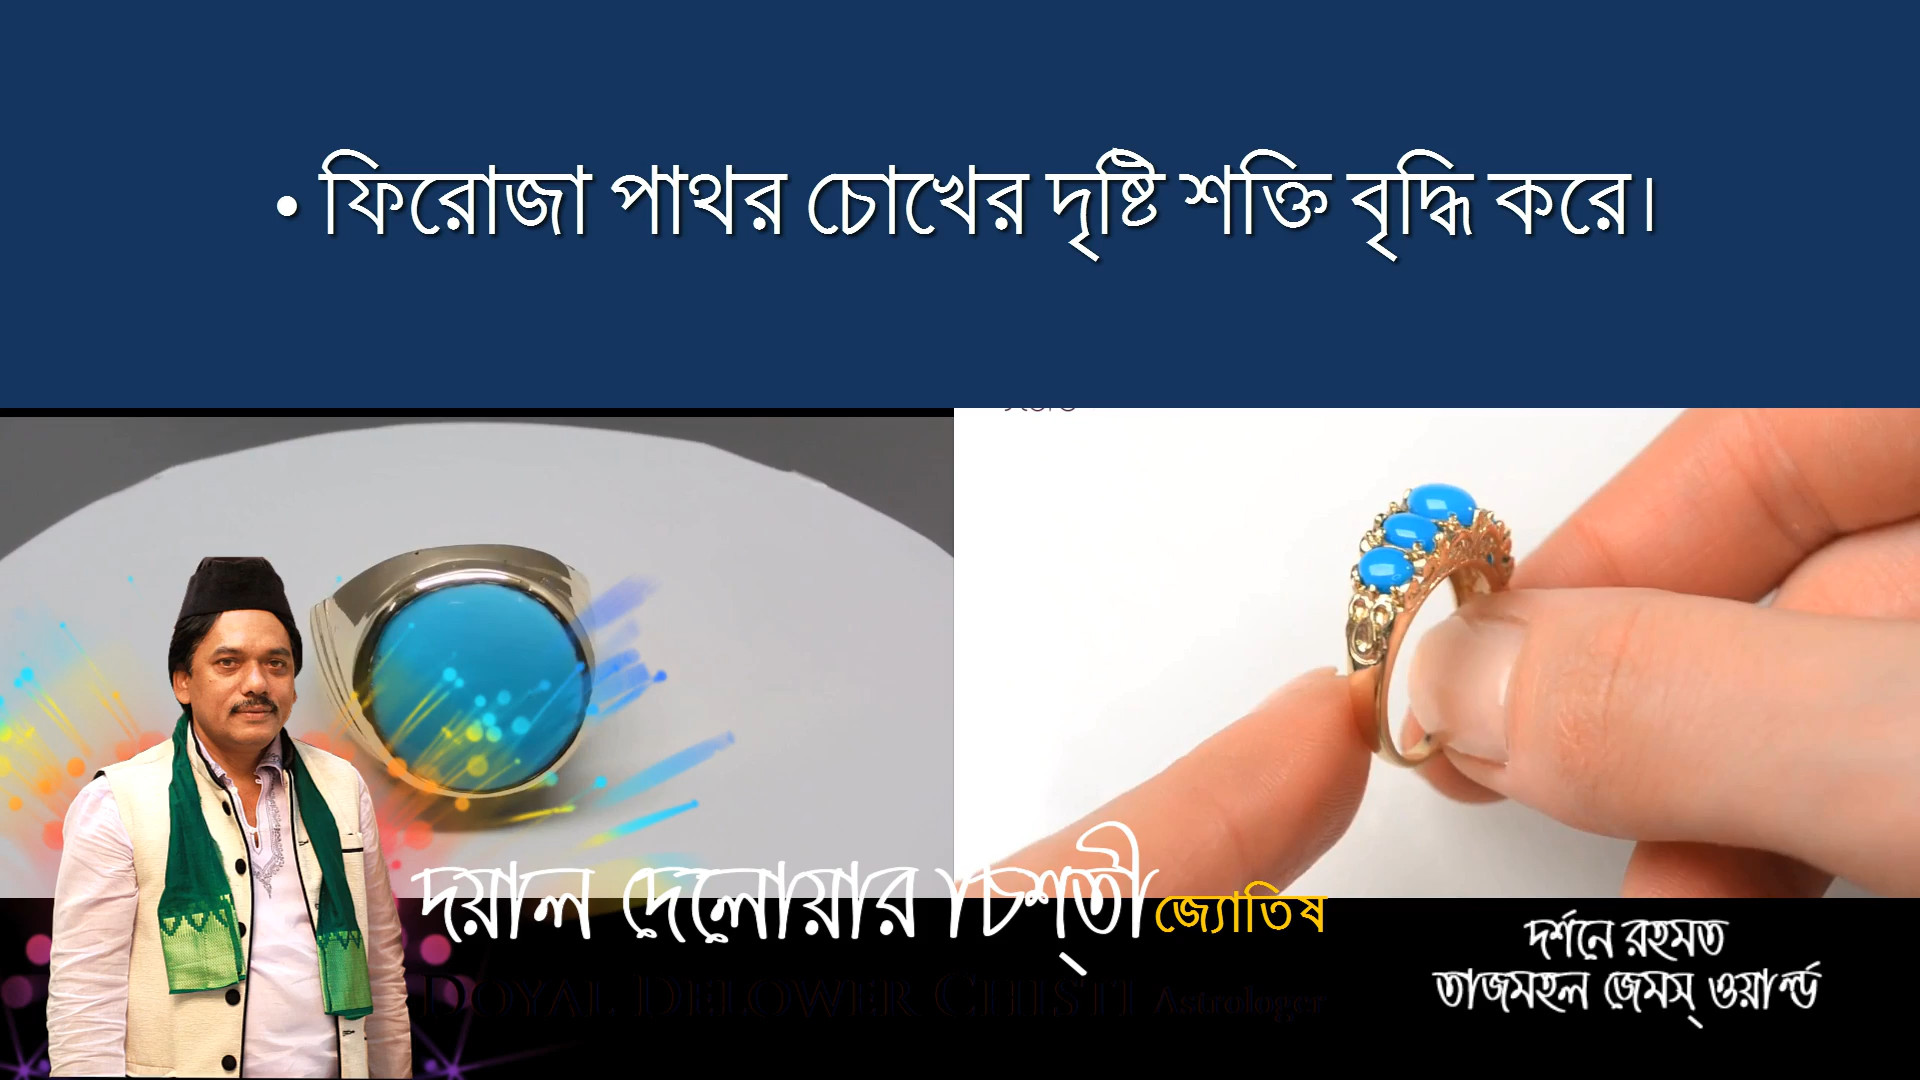 • ফিরোজা পাথর চোখের দৃষ্টি শক্তি বৃদ্ধি করে।
দয়াল দেলোয়ার চিশ্তী জ্যোতিষ
DOYAL DELOWER CHISTI Astrologer
দর্শনে রহমত
তাজমহল জেমস্ ওয়ার্ল্ড